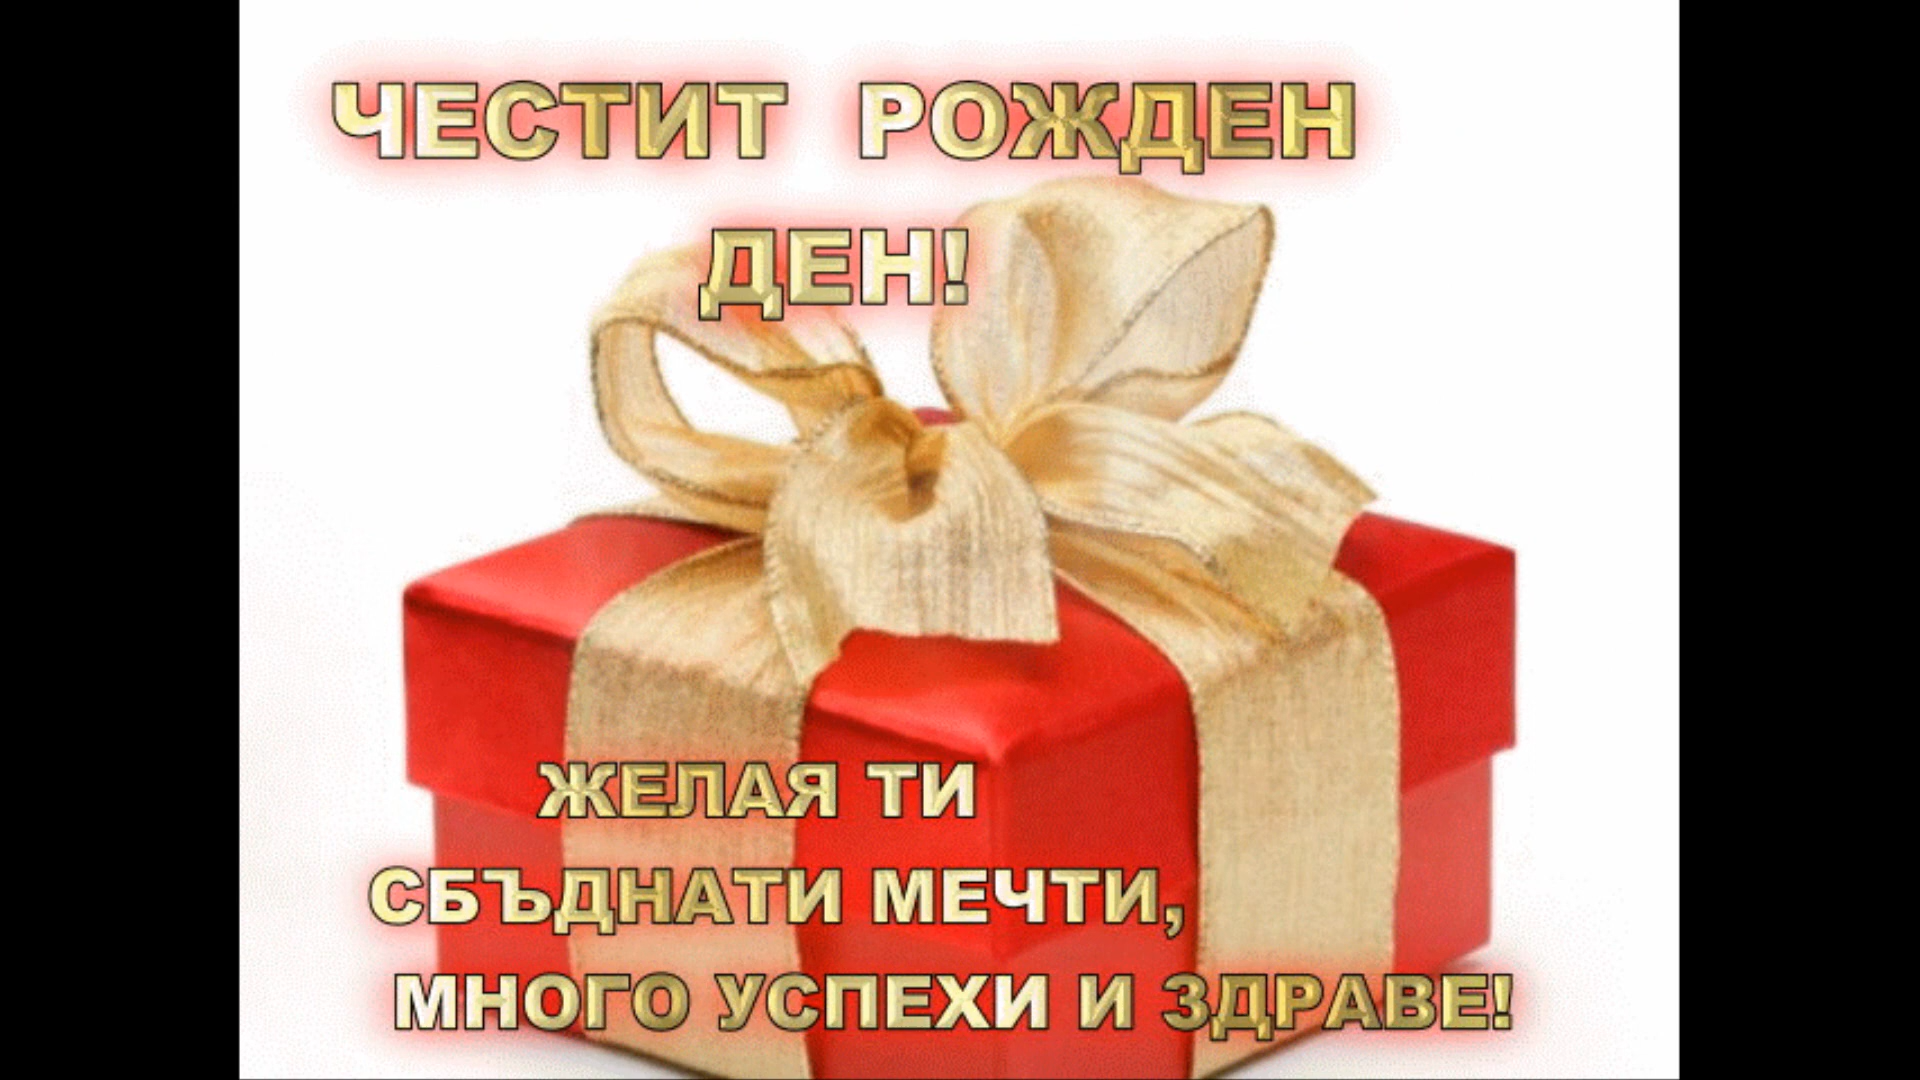 ЧЕСТИТ РОЖДЕН
ДЕН!
ЖЕЛАЯ ТИ
СБЪДНАТИ МЕЧТИ,
МНОГО УСПЕХИ И ЗДРАВЕ!